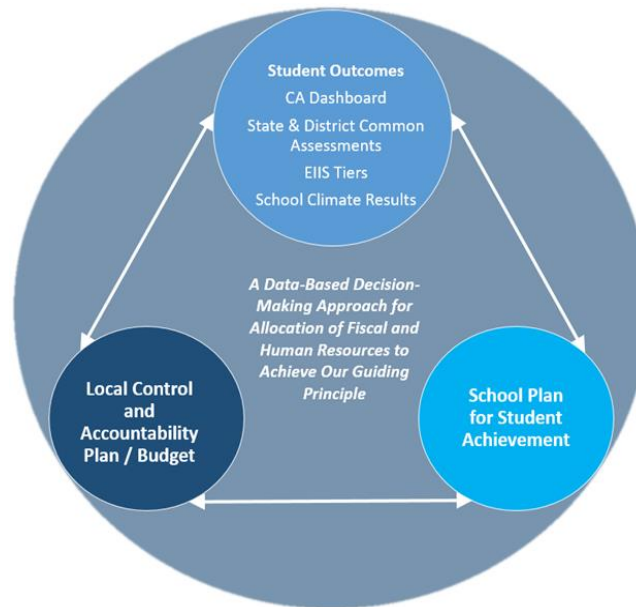 Student Outcomes
CA Dashboard
State & District Common
Assessments
EIIS Tiers
School Climate Results
A Data-Based Decision-
Making Approach for
Allocation of Fiscal and
Human Resources to
Achieve Our Guiding
Principle
Local Control
and
Accountability
Plan / Budget
School Plan
for Student
Achievement